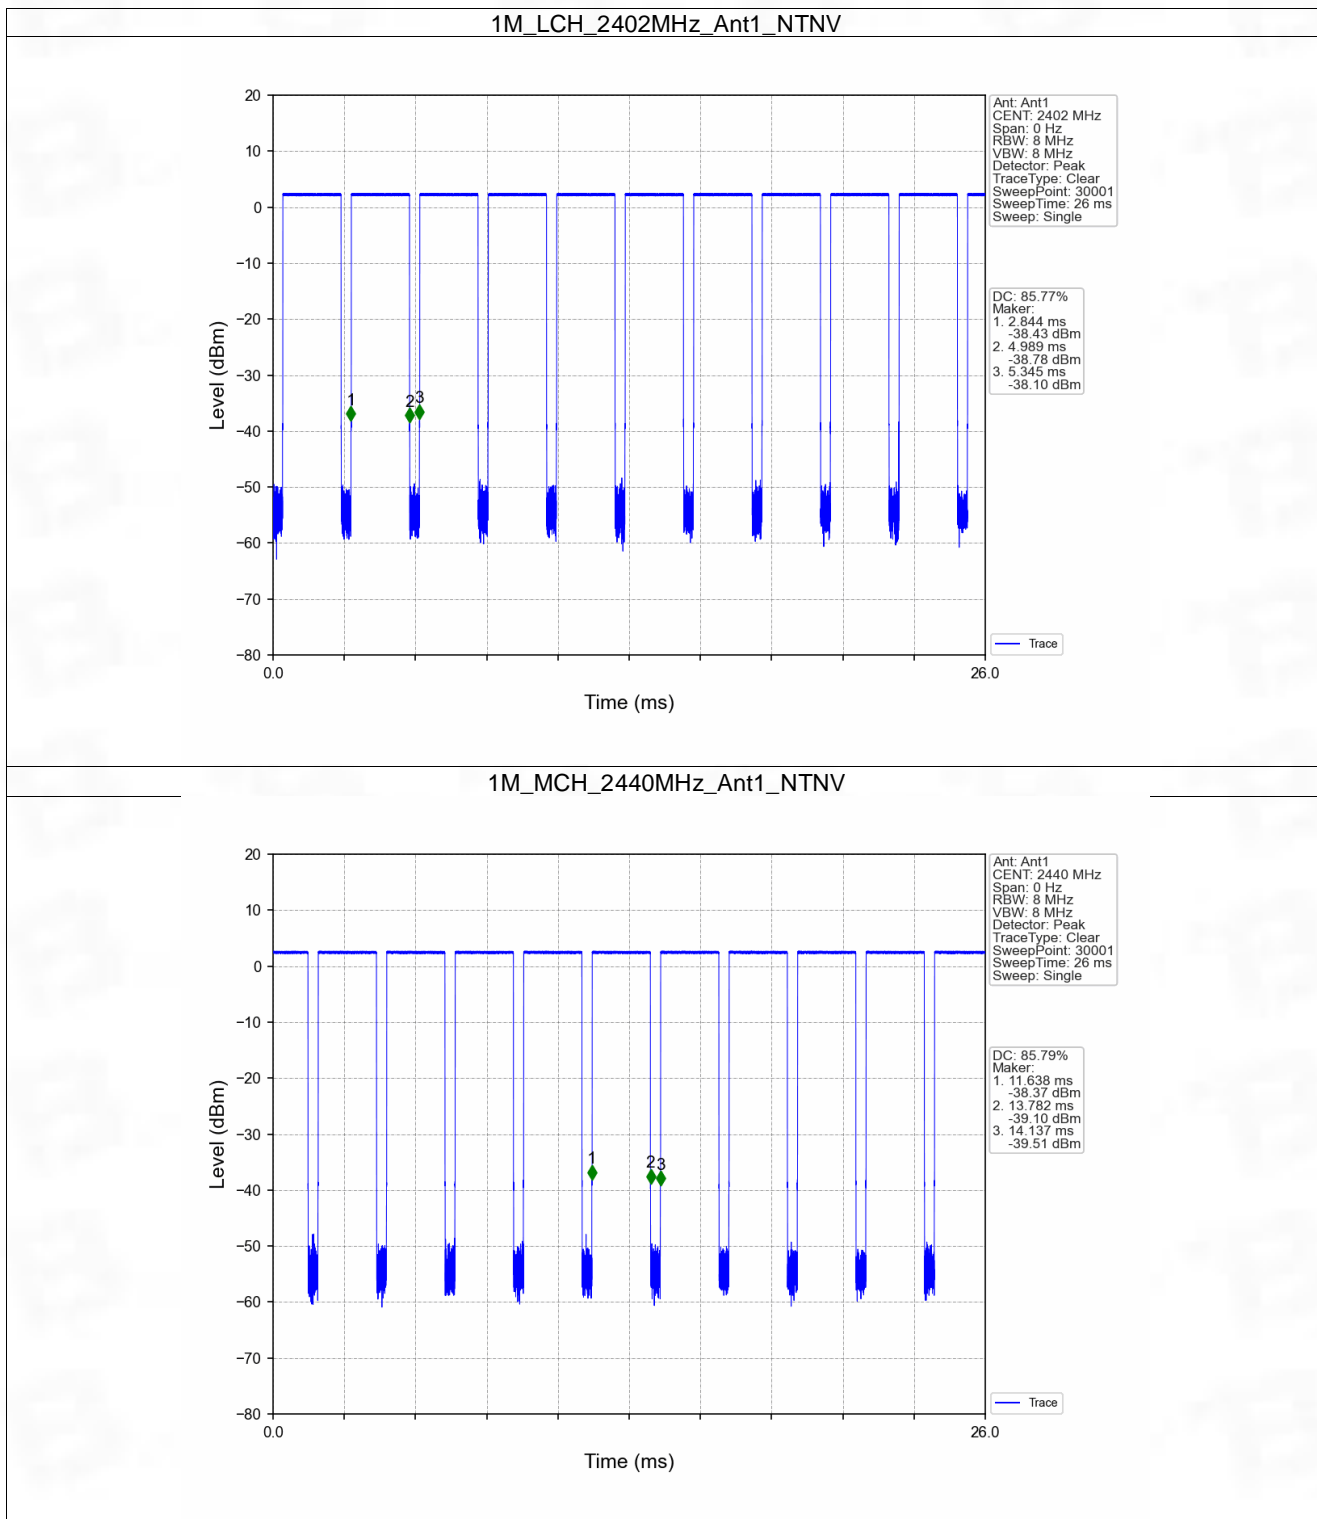 1M_LCH_2402MHz_Ant1_NTNV
20
10
0
−10
−20
−30
−40
−50
−60
−70
−80
Level (dBm)
1
2
3
0.0
26.0
Time (ms)
Ant: Ant1
CENT: 2402 MHz
Span: 0 Hz
RBW: 8 MHz
VBW: 8 MHz
Detector: Peak
TraceType: Clear
SweepPoint: 30001
SweepTime: 26 ms
Sweep: Single
DC: 85.77%
Maker:
1. 2.844 ms
-38.43 dBm
2. 4.989 ms
-38.78 dBm
3. 5.345 ms
-38.10 dBm
Trace
1M_MCH_2440MHz_Ant1_NTNV
20
10
0
−10
−20
−30
−40
−50
−60
−70
−80
Level (dBm)
1
2
3
0.0
26.0
Time (ms)
Ant: Ant1
CENT: 2440 MHz
Span: 0 Hz
RBW: 8 MHz
VBW: 8 MHz
Detector: Peak
TraceType: Clear
SweepPoint: 30001
SweepTime: 26 ms
Sweep: Single
DC: 85.79%
Maker:
1. 11.638 ms
-38.37 dBm
2. 13.782 ms
-39.10 dBm
3. 14.137 ms
-39.51 dBm
Trace